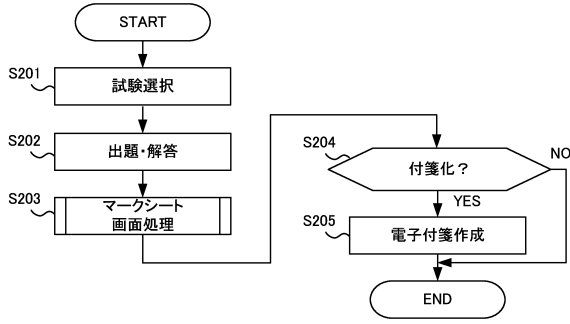 START
S201
試験選択
S202
出題・解答
S203
マークシート
画面処理
S204
付箋化？
NO
YES
S205
電子付箋作成
END